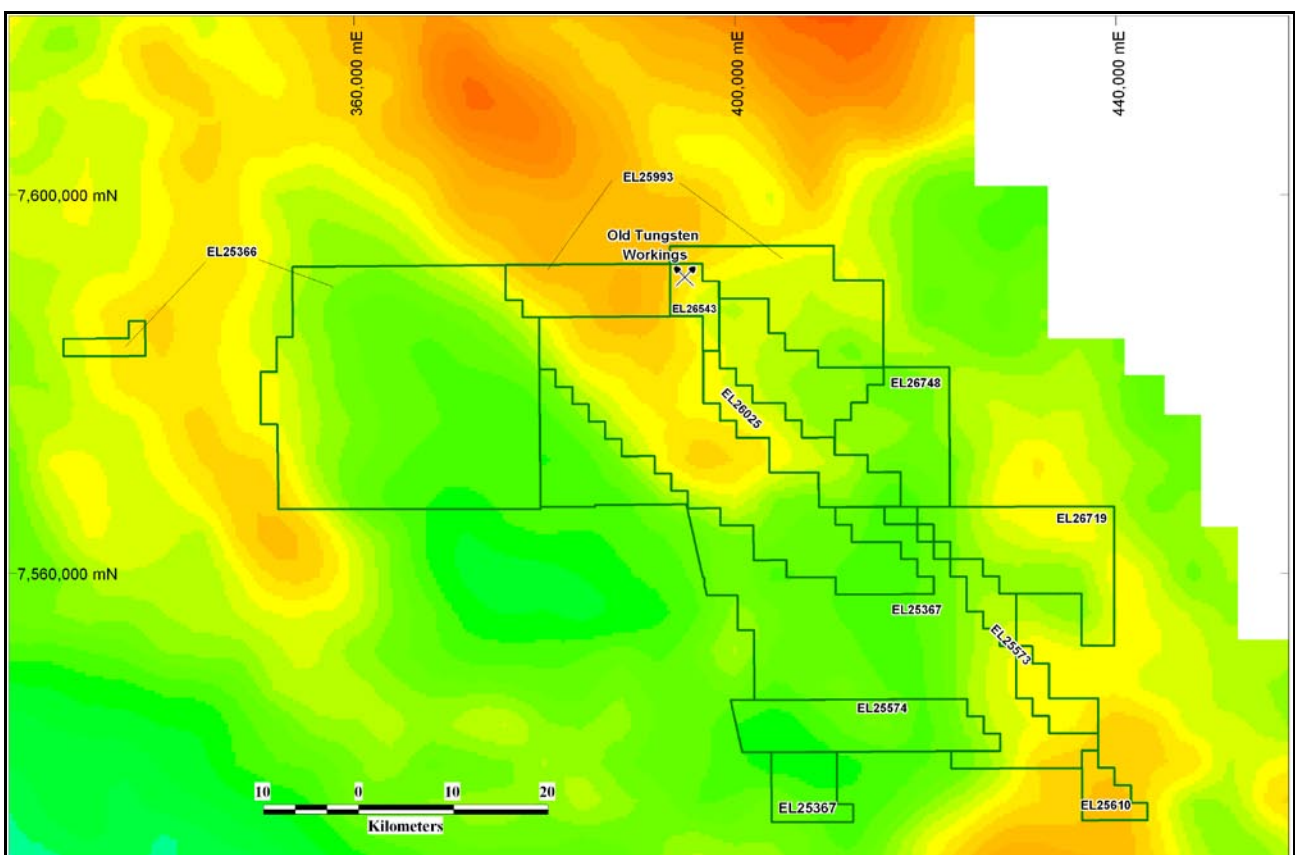 360,000 mE
400,000 mE
440,000 mE
7,600,000 mN
EL25993
EL25366
Old Tungsten
Workings
EL26543
EL26748
EL26025
EL26719
7,560,000 mN
EL25367
EL25573
EL25574
10 0 10 20
Kilometers
EL25367
EL25610